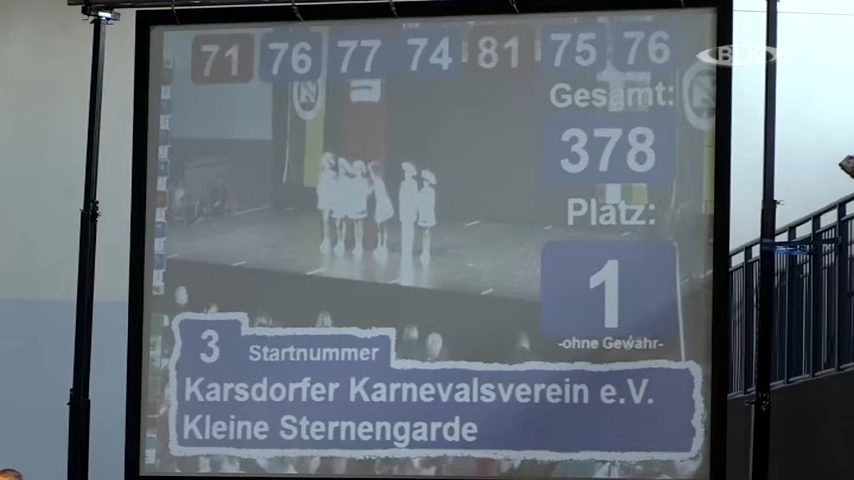 71 76 77 74 81 75 76
BLK
Gesamt:
378
Platz:
1
-ohne Gewähr-
3 Startnummer
Karsdorfer Karnevalsverein e.V.
Kleine Sternengarde